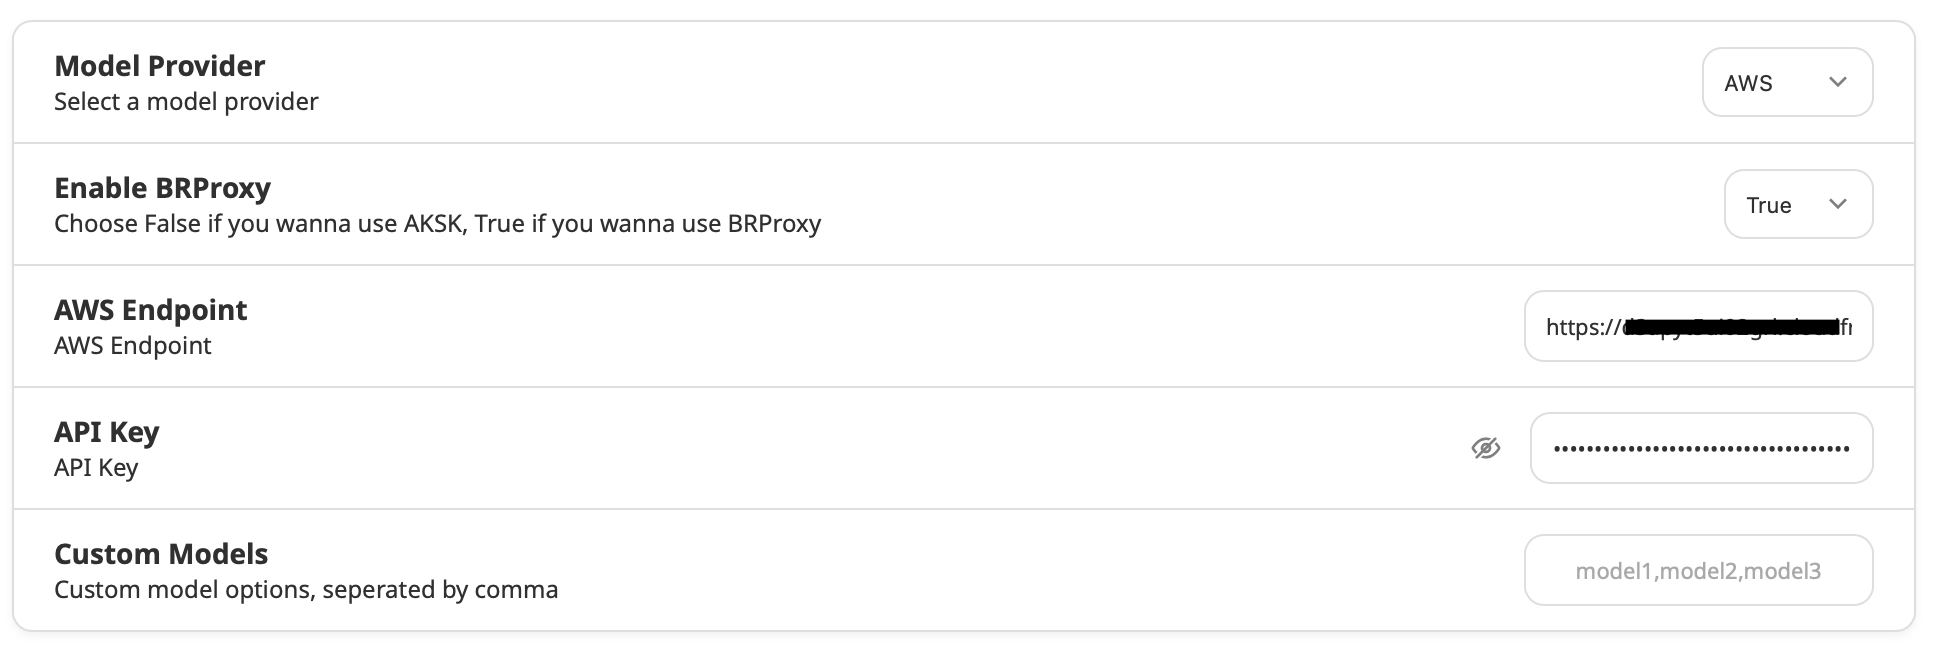 Model Provider
Select a model provider
AWS
Enable BRProxy
Choose False if you wanna use AKSK, True if you wanna use BRProxy
True
AWS Endpoint
AWS Endpoint
https://
API Key
API Key
Custom Models
Custom model options, seperated by comma
model1,model2,model3